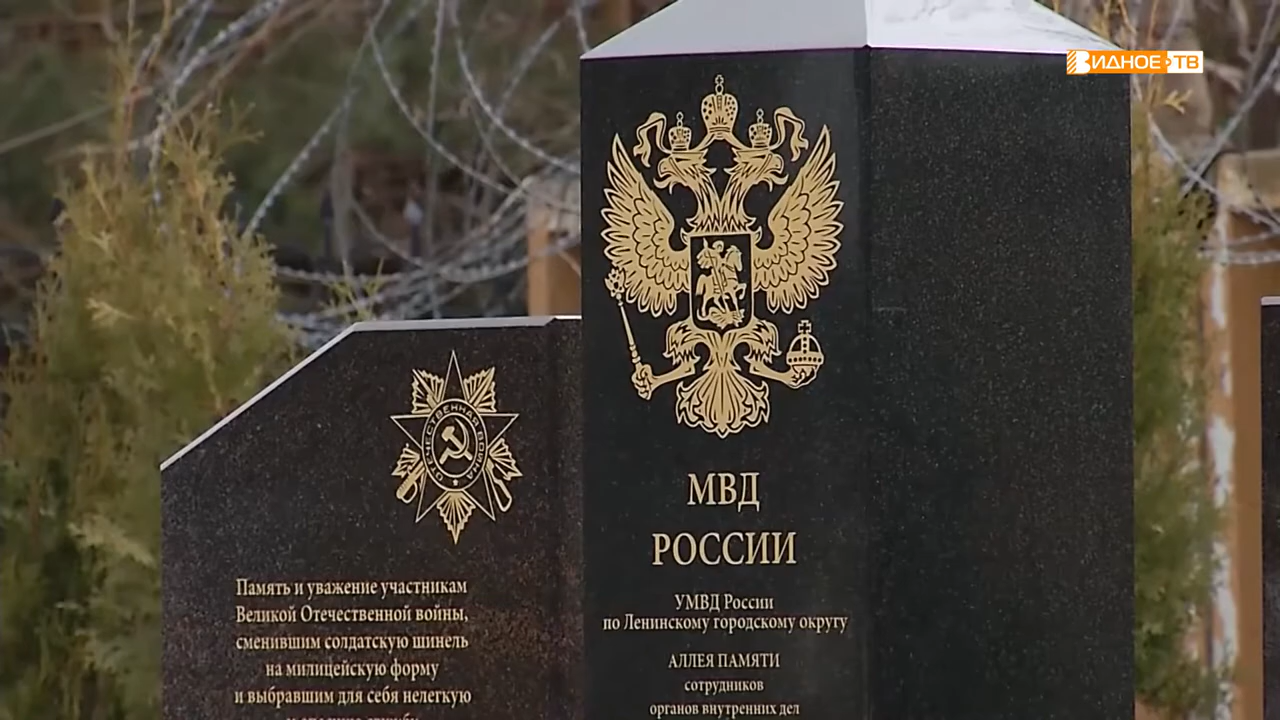 ВИДНОЕ ТВ
ОТЕЧЕСТВЕННАЯ ВОЙНА
Память и уважение участникам
Великой Отечественной войны,
сменившим солдатскую шинель
на милицейскую форму
и выбравшим для себя нелегкую
МВД
РОССИИ
УМВД России
по Ленинскому городскому округу
АЛЛЕЯ ПАМЯТИ
сотрудников
органов внутренних дел